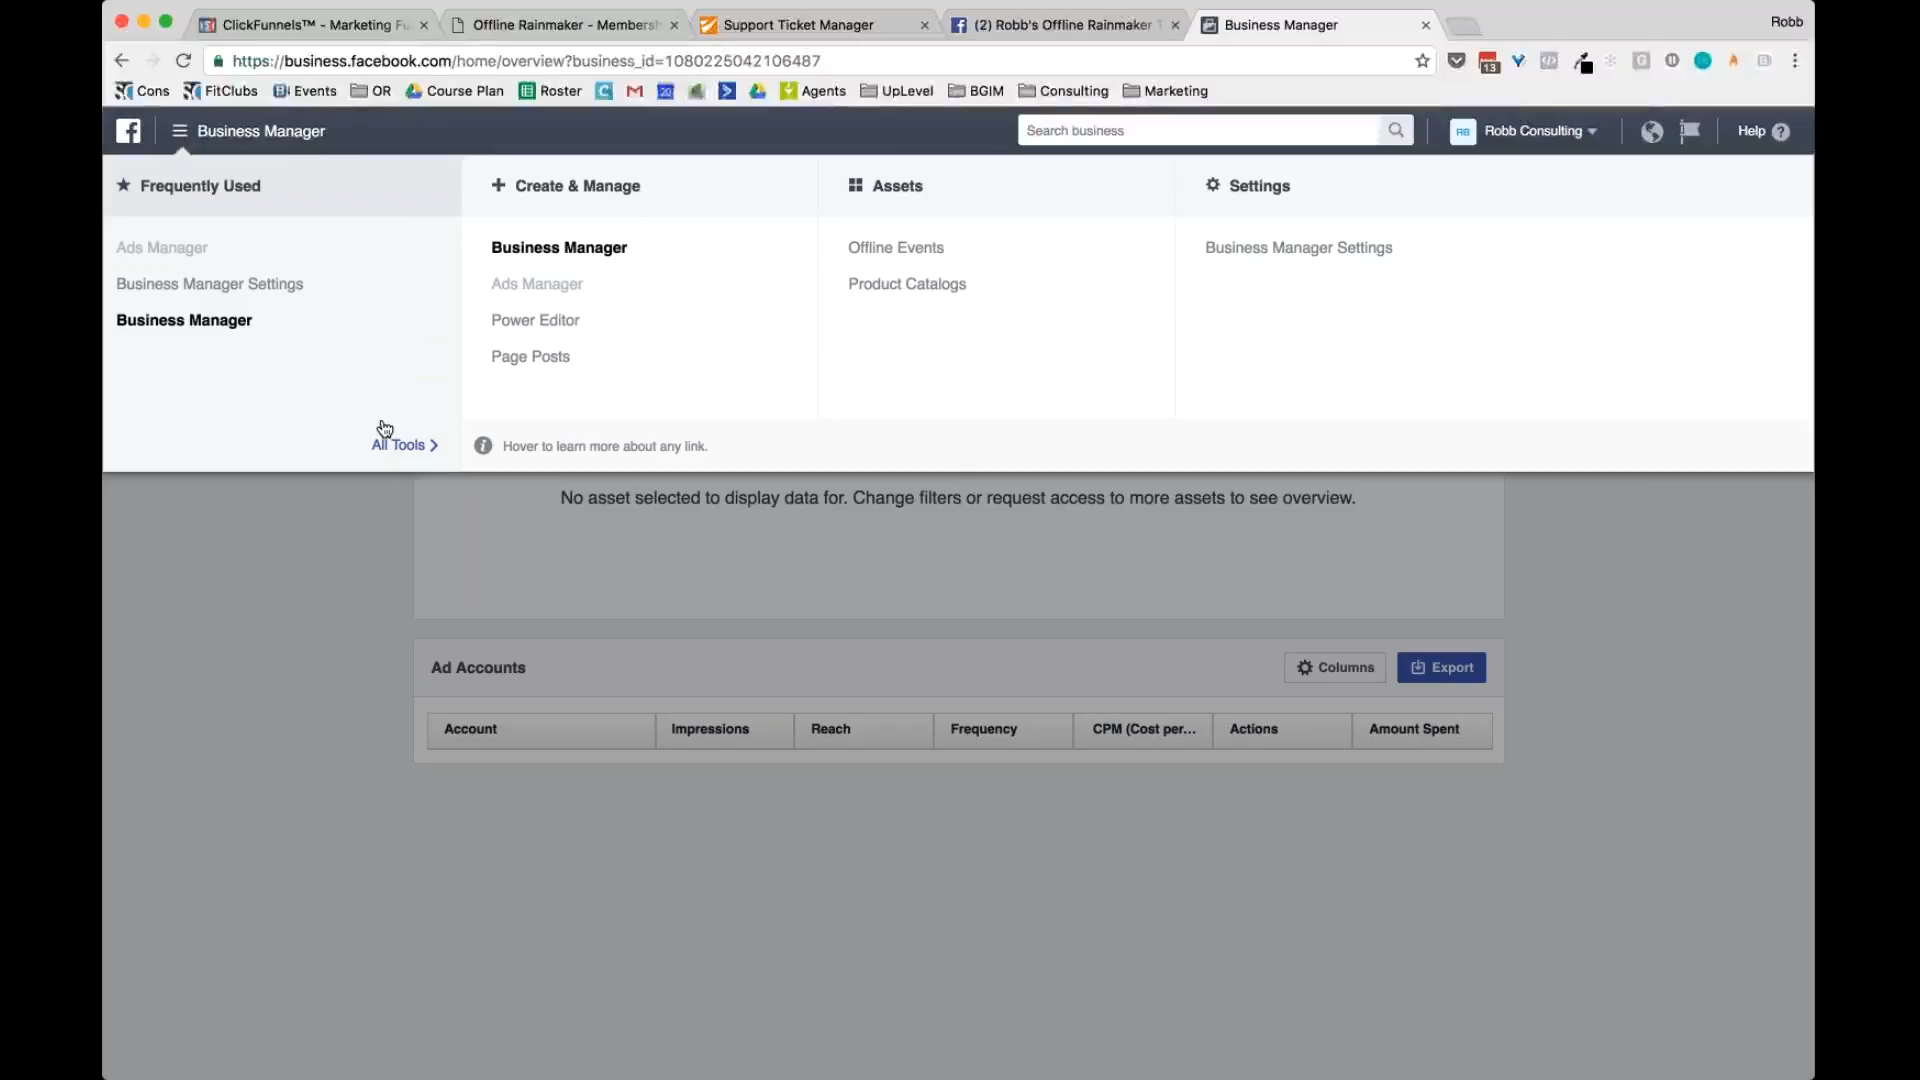 ClickFunnels™ - Marketing Fu
Offline Rainmaker - Membersh
Support Ticket Manager
(2) Robb's Offline Rainmaker T
Business Manager
Robb
https://business.facebook.com/home/overview?business_id=1080225042106487
13
Cons
FitClubs
Events
OR
Course Plan
Roster
20
Agents
UpLevel
BGIM
Consulting
Marketing
Business Manager
Search business
RB
Robb Consulting
Help
Frequently Used
Ads Manager
Business Manager Settings
Business Manager
All Tools
Create & Manage
Business Manager
Ads Manager
Power Editor
Page Posts
Assets
Offline Events
Product Catalogs
Settings
Business Manager Settings
Hover to learn more about any link.
No asset selected to display data for. Change filters or request access to more assets to see overview.
Ad Accounts
Columns
Export
Account
Impressions
Reach
Frequency
CPM (Cost per...
Actions
Amount Spent